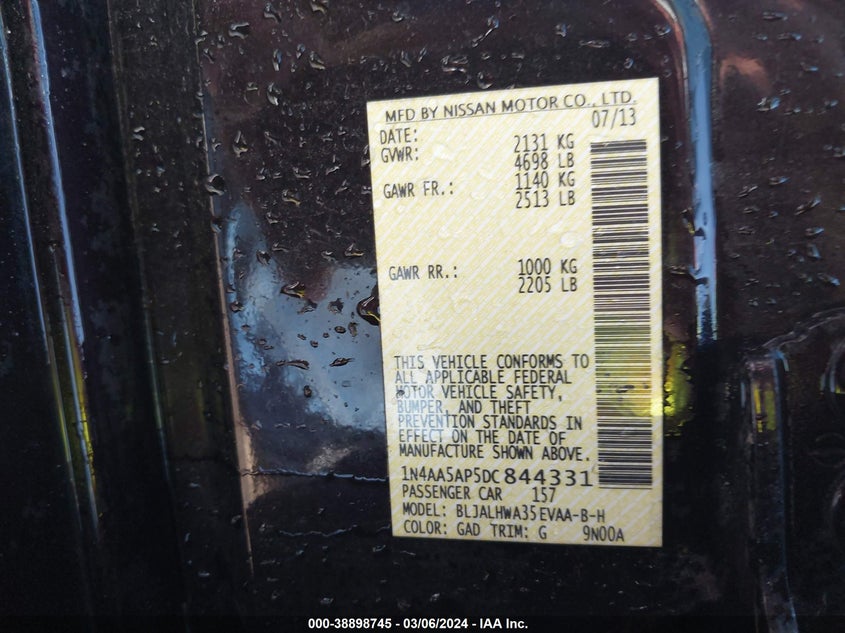 MFD BY NISSAN MOTOR CO., LTD.
DATE: 07/13
GVWR: 2131 KG
4698 LB
GAWR FR.: 1140 KG
2513 LB
GAWR RR.: 1000 KG
2205 LB
THIS VEHICLE CONFORMS TO
ALL APPLICABLE FEDERAL
MOTOR VEHICLE SAFETY,
BUMPER, AND THEFT
PREVENTION STANDARDS IN
EFFECT ON THE DATE OF
MANUFACTURE SHOWN ABOVE.
1N4AA5AP5DC844331
PASSENGER CAR 157
MODEL: BLJALHWA35EVAA-B-H
COLOR: GAD TRIM: G 9N00A
000-38898745 - 03/06/2024 - IAA Inc.